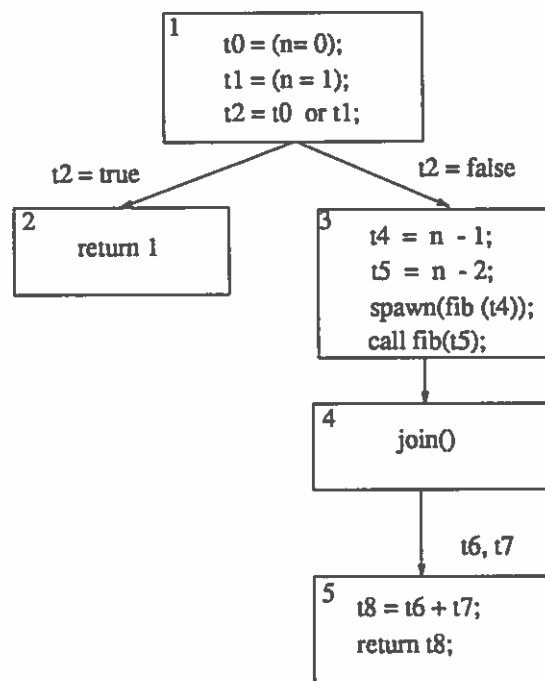 1
t0 = (n= 0);
t1 = (n = 1);
t2 = t0 or t1;
t2 = true
t2 = false
2
return 1
3
t4 = n - 1;
t5 = n - 2;
spawn(fib (t4));
call fib(t5);
4
join()
t6, t7
5
t8 = t6 + t7;
return t8;